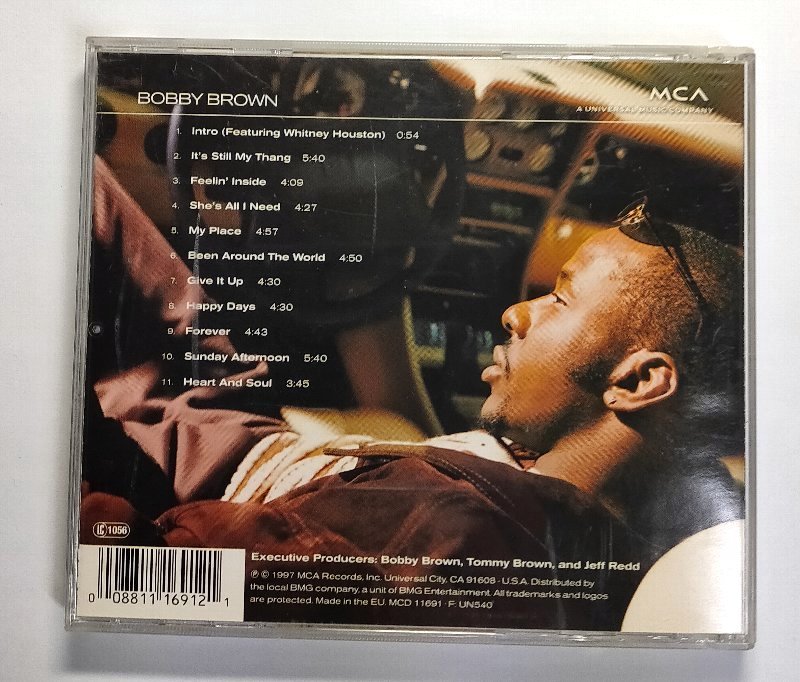 BOBBY BROWN
MCA
A UNIVERSAL MUSIC COMPANY
1. Intro (Featuring Whitney Houston) 0:54
2. It's Still My Thang 5:40
3. Feelin' Inside 4:09
4. She's All I Need 4:27
5. My Place 4:57
6. Been Around The World 4:50
7. Give It Up 4:30
8. Happy Days 4:30
9. Forever 4:43
10. Sunday Afternoon 5:40
11. Heart And Soul 3:45
LC 1056
Executive Producers: Bobby Brown, Tommy Brown, and Jeff Redd
℗ © 1997 MCA Records, Inc. Universal City, CA 91608 - U.S.A. Distributed by
the local BMG company, a unit of BMG Entertainment. All trademarks and logos
are protected. Made in the EU. MCD 11691 · F: UN540
0 08811 16912 1